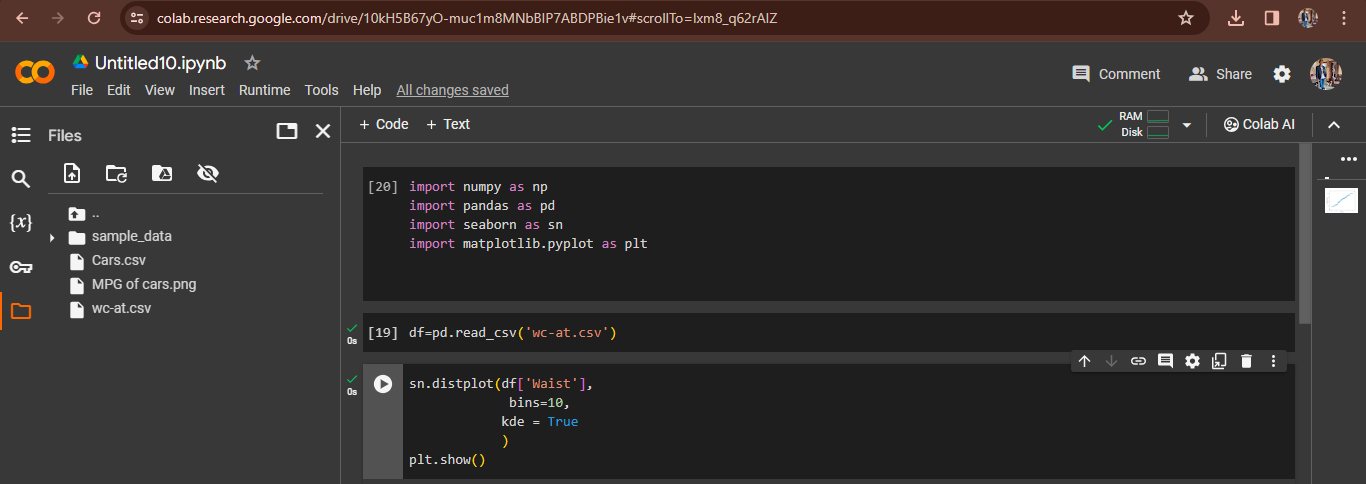 colab.research.google.com/drive/10kH5B67yO-muc1m8MNbBIP7ABDPBie1v#scrollTo=Ixm8_q62rAIZ
Untitled10.ipynb
File Edit View Insert Runtime Tools Help All changes saved
Comment Share
Files
+ Code + Text
RAM
Disk
Colab AI
{x}
..
sample_data
Cars.csv
MPG of cars.png
wc-at.csv
[20] import numpy as np
import pandas as pd
import seaborn as sn
import matplotlib.pyplot as plt
0s
[19] df=pd.read_csv('wc-at.csv')
0s
sn.distplot(df['Waist'],
bins=10,
kde = True
)
plt.show()